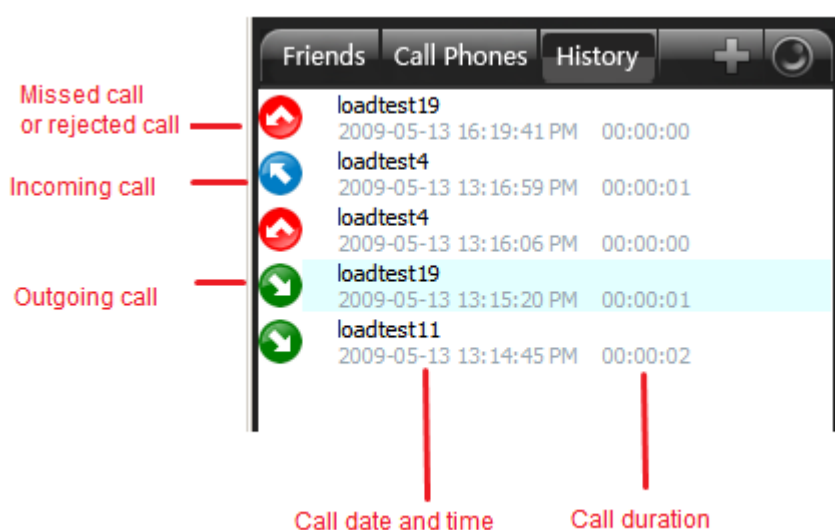 Friends Call Phones History
Missed call
or rejected call
loadtest19
2009-05-13 16:19:41 PM 00:00:00
Incoming call
loadtest4
2009-05-13 13:16:59 PM 00:00:01
loadtest4
2009-05-13 13:16:06 PM 00:00:00
Outgoing call
loadtest19
2009-05-13 13:15:20 PM 00:00:01
loadtest11
2009-05-13 13:14:45 PM 00:00:02
Call date and time Call duration